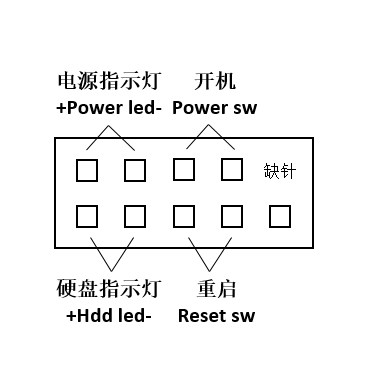 电源指示灯 开机
+Power led- Power sw
缺针
硬盘指示灯 重启
+Hdd led- Reset sw